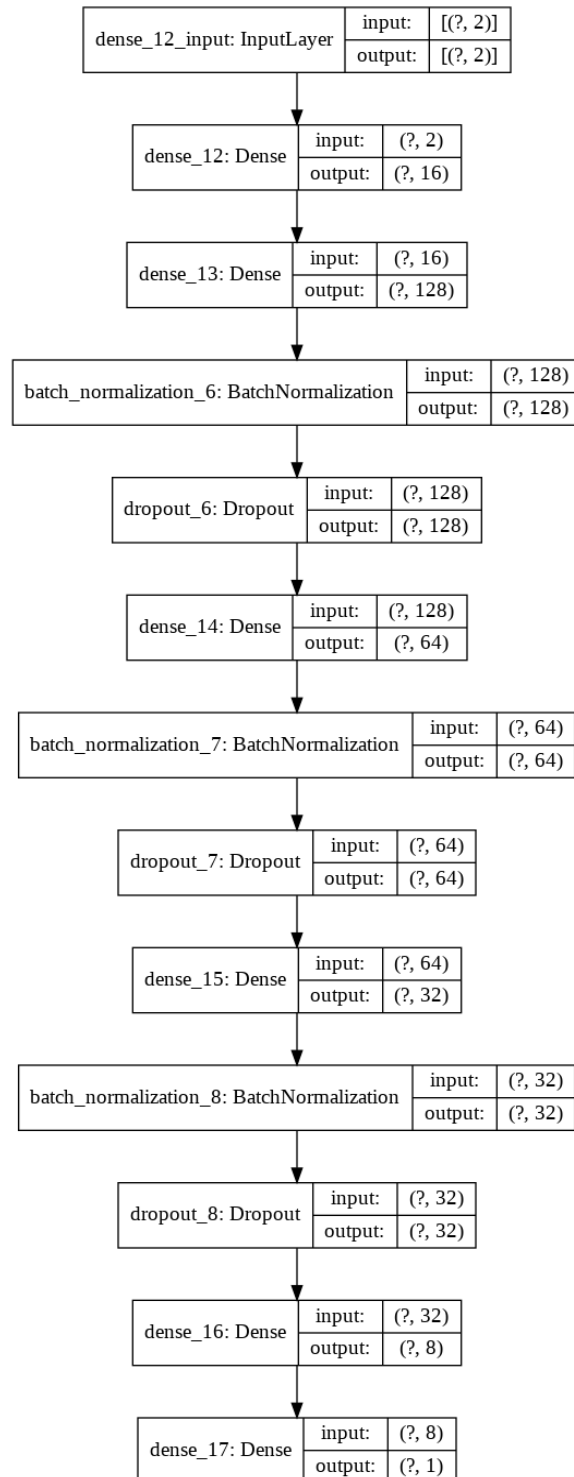 dense_12_input: InputLayer
input: [(?, 2)]
output: [(?, 2)]
dense_12: Dense
input: (?, 2)
output: (?, 16)
dense_13: Dense
input: (?, 16)
output: (?, 128)
batch_normalization_6: BatchNormalization
input: (?, 128)
output: (?, 128)
dropout_6: Dropout
input: (?, 128)
output: (?, 128)
dense_14: Dense
input: (?, 128)
output: (?, 64)
batch_normalization_7: BatchNormalization
input: (?, 64)
output: (?, 64)
dropout_7: Dropout
input: (?, 64)
output: (?, 64)
dense_15: Dense
input: (?, 64)
output: (?, 32)
batch_normalization_8: BatchNormalization
input: (?, 32)
output: (?, 32)
dropout_8: Dropout
input: (?, 32)
output: (?, 32)
dense_16: Dense
input: (?, 32)
output: (?, 8)
dense_17: Dense
input: (?, 8)
output: (?, 1)